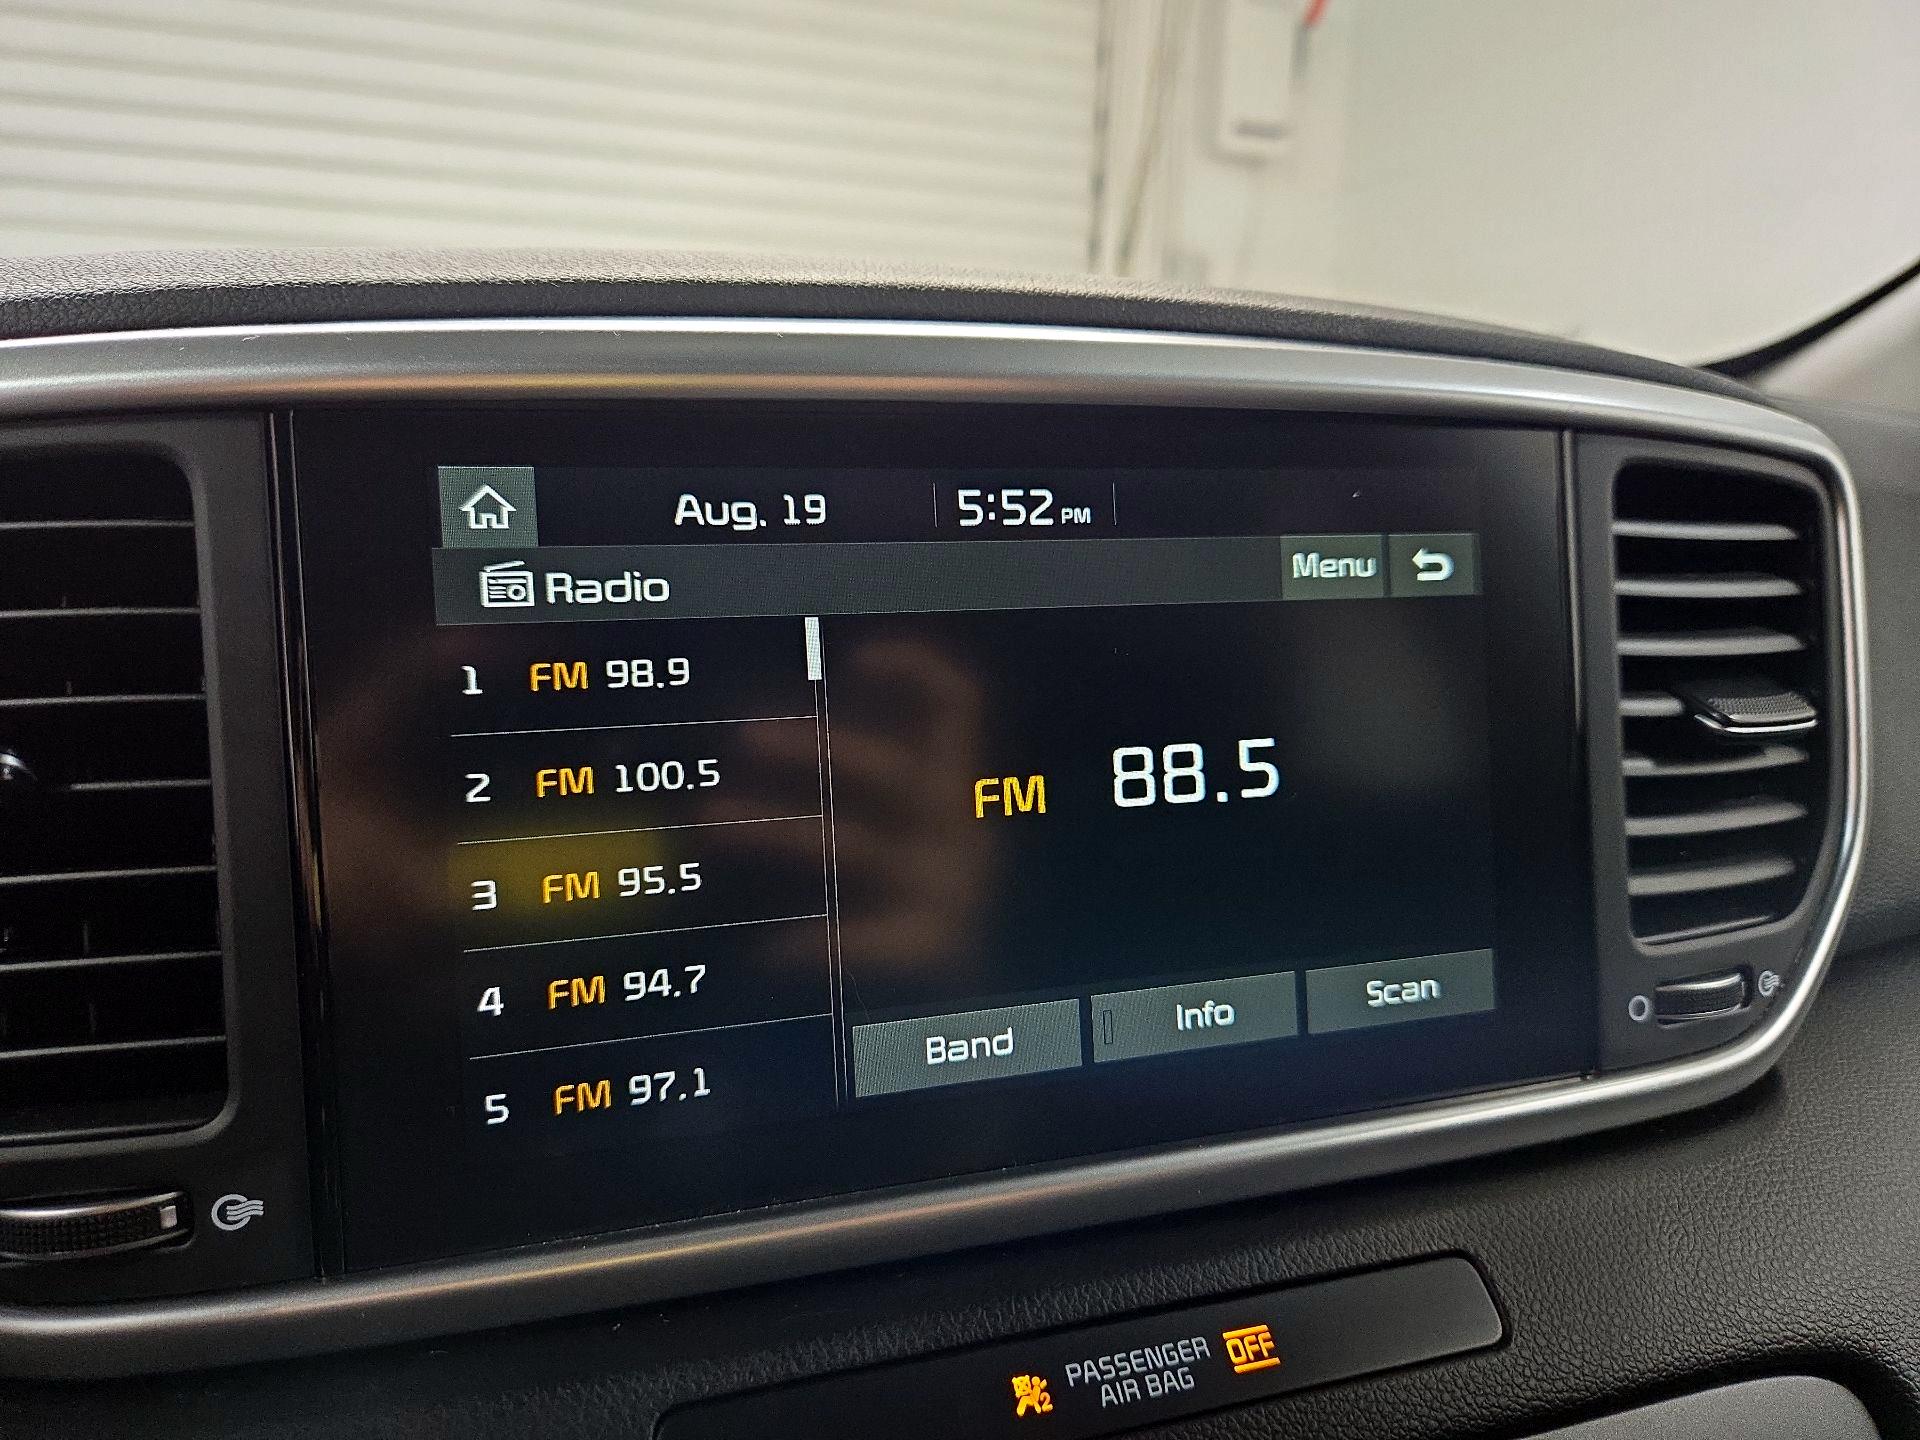 Aug. 19 5:52 PM
Radio Menu
1 FM 98.9
2 FM 100.5
3 FM 95.5
4 FM 94.7
5 FM 97.1
FM 88.5
Band Info Scan
2 PASSENGER OFF
AIR BAG